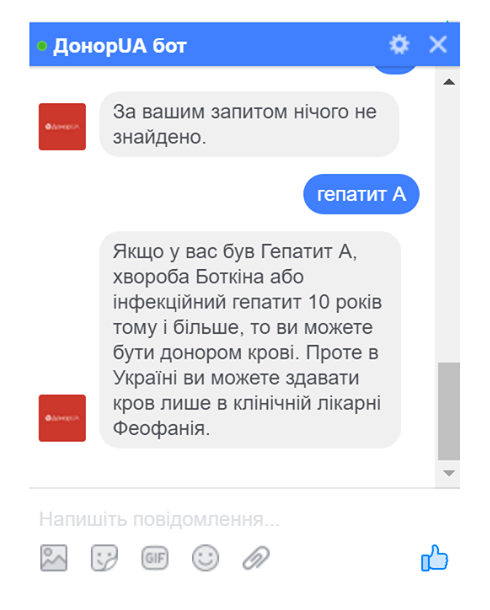 ДонорUA бот
За вашим запитом нічого не
знайдено.
ДонорUA
гепатит А
Якщо у вас був Гепатит А,
хвороба Боткіна або
інфекційний гепатит 10 років
тому і більше, то ви можете
бути донором крові. Проте в
Україні ви можете здавати
кров лише в клінічній лікарні
Феофанія.
ДонорUA
Напишіть повідомлення...
GIF